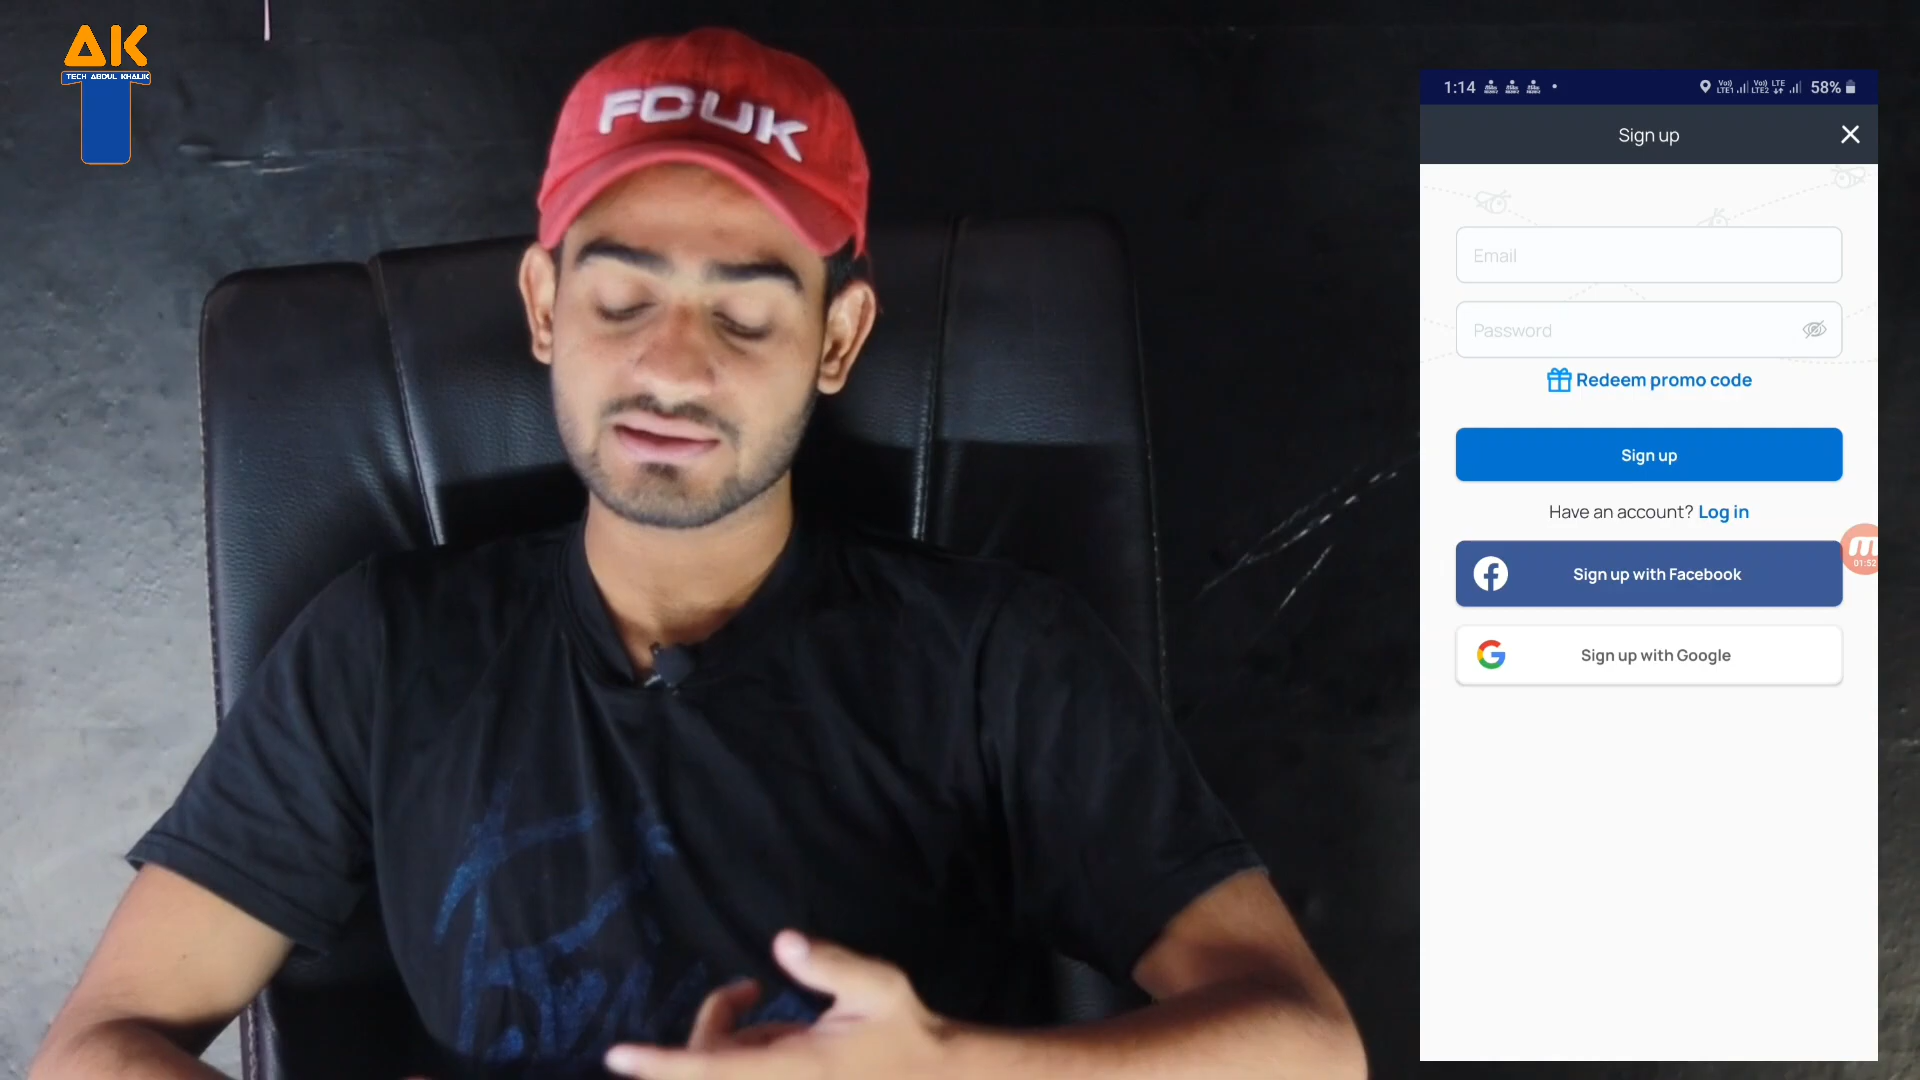 AK
TECH ABDUL KHALIK
FCUK
1:14
58%
Sign up
Email
Password
Redeem promo code
Sign up
Have an account? Log in
Sign up with Facebook
01:52
Sign up with Google